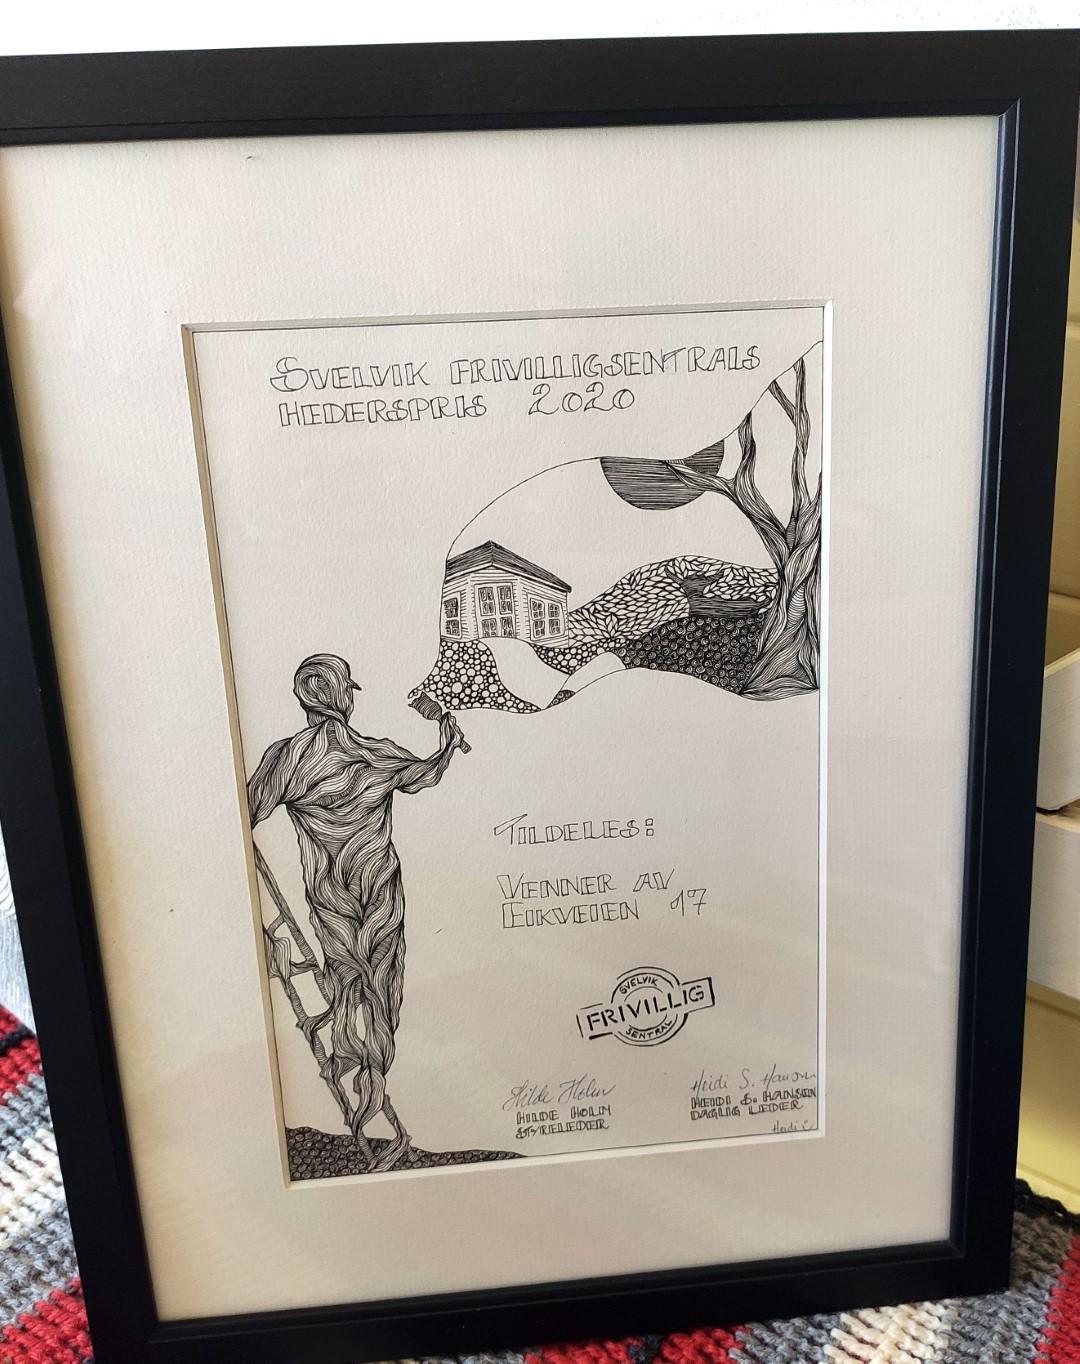 SVELVIK FRIVILLIGSENTRALS
HEDERSPRIS 2020
TILDELES:
VENNER AV
EIKVEIEN 17
SVELVIK
FRIVILLIG
SENTRAL
Hilde Holm
HILDE HOLM
STYRELEDER
Heidi S. Hansen
HEIDI S. HANSEN
DAGLIG LEDER
Heidi